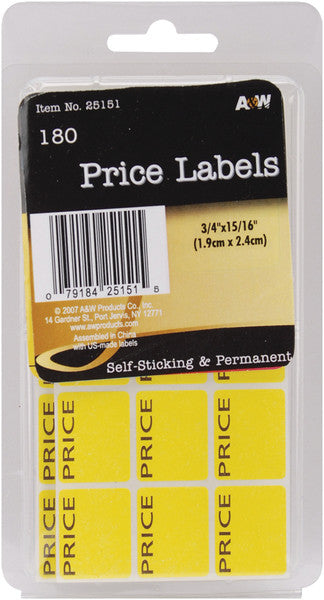 Item No. 25151
A&W
180
Price Labels
3/4"x15/16"
(1.9cm x 2.4cm)
0 79184 25151 8
© 2007 A&W Products Co., Inc.
14 Gardner St., Port Jervis, NY 12771
www.awproducts.com
Assembled in China
with US-made labels
Self-Sticking & Permanent
PRICE PRICE PRICE PRICE
PRICE PRICE PRICE PRICE